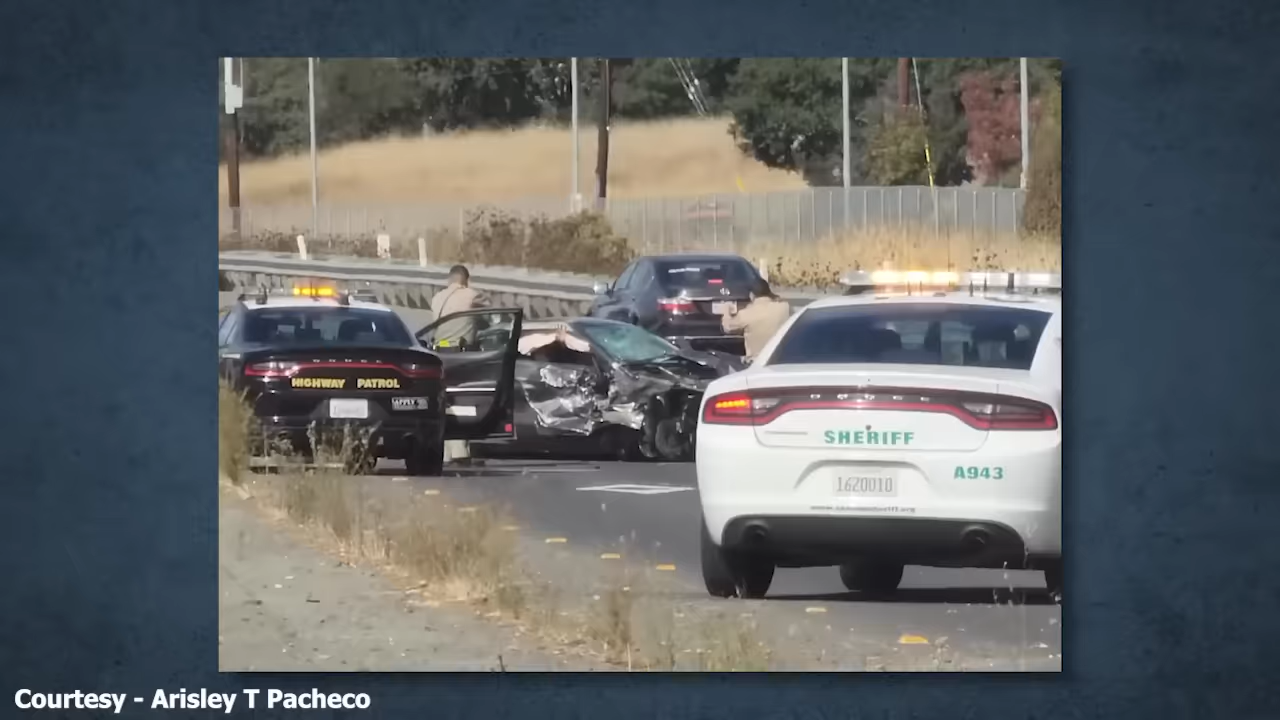 HIGHWAY PATROL
SHERIFF
A943
1620010
Courtesy - Arisley T Pacheco